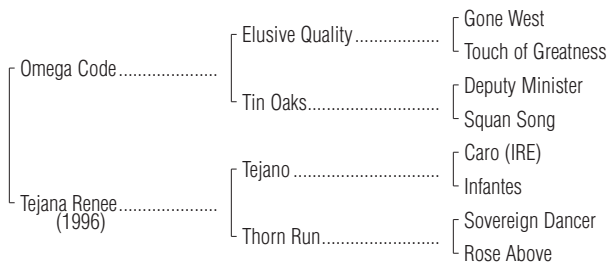 Omega Code....................
Tejana Renee....................
(1996)
Elusive Quality.................
Tin Oaks..........................
Tejano .............................
Thorn Run.......................
Gone West
Touch of Greatness
Deputy Minister
Squan Song
Caro (IRE)
Infantes
Sovereign Dancer
Rose Above